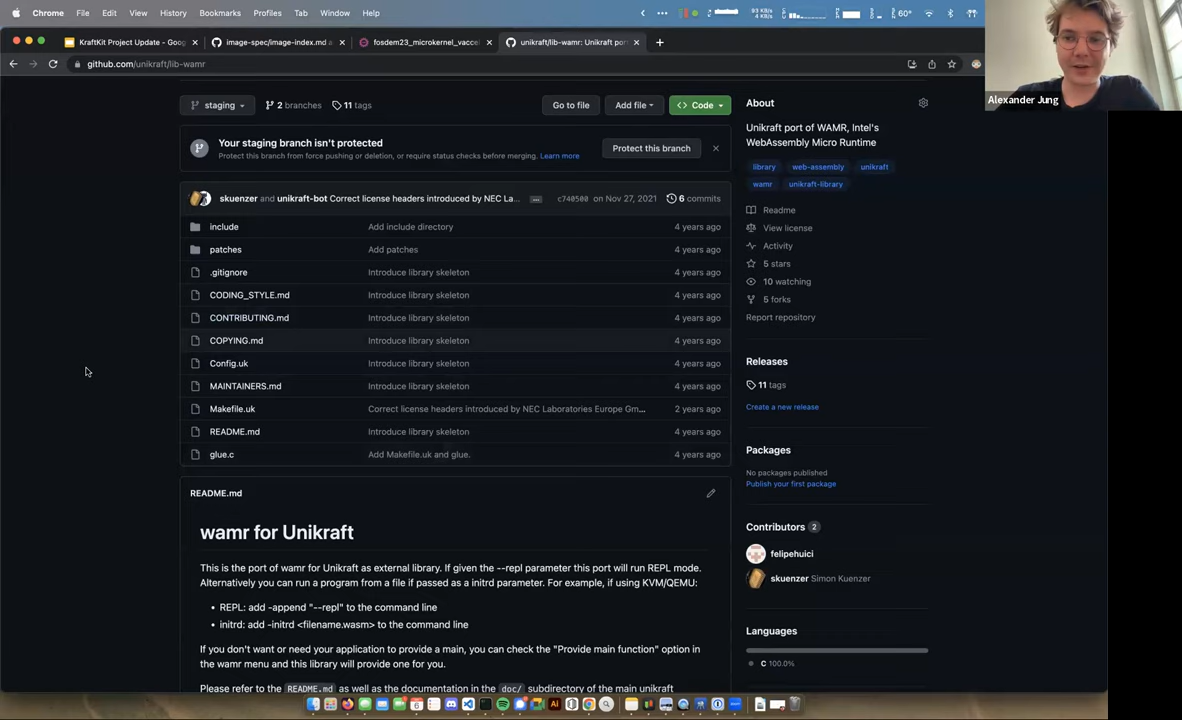 Chrome File Edit View History Bookmarks Profiles Tab Window Help
93 KB/s
4 KB/s
60°
KraftKit Project Update - Goog
image-spec/image-index.md a
fosdem23_microkernel_vaccel
unikraft/lib-wamr: Unikraft por
github.com/unikraft/lib-wamr
Alexander Jung
staging
2 branches
11 tags
Go to file
Add file
Code
Your staging branch isn't protected
Protect this branch from force pushing or deletion, or require status checks before merging. Learn more
Protect this branch
skuenzer and unikraft-bot Correct license headers introduced by NEC La... c740500 on Nov 27, 2021 6 commits
include Add include directory 4 years ago
patches Add patches 4 years ago
.gitignore Introduce library skeleton 4 years ago
CODING_STYLE.md Introduce library skeleton 4 years ago
CONTRIBUTING.md Introduce library skeleton 4 years ago
COPYING.md Introduce library skeleton 4 years ago
Config.uk Introduce library skeleton 4 years ago
MAINTAINERS.md Introduce library skeleton 4 years ago
Makefile.uk Correct license headers introduced by NEC Laboratories Europe Gm... 2 years ago
README.md Introduce library skeleton 4 years ago
glue.c Add Makefile.uk and glue. 4 years ago
README.md
wamr for Unikraft
This is the port of wamr for Unikraft as external library. If given the --repl parameter this port will run REPL mode.
Alternatively you can run a program from a file if passed as a initrd parameter. For example, if using KVM/QEMU:
• REPL: add -append "--repl" to the command line
• initrd: add -initrd <filename.wasm> to the command line
If you don't want or need your application to provide a main, you can check the "Provide main function" option in
the wamr menu and this library will provide one for you.
Please refer to the README.md as well as the documentation in the doc/ subdirectory of the main unikraft
About
Unikraft port of WAMR, Intel's
WebAssembly Micro Runtime
library web-assembly unikraft
wamr unikraft-library
Readme
View license
Activity
5 stars
10 watching
5 forks
Report repository
Releases
11 tags
Create a new release
Packages
No packages published
Publish your first package
Contributors 2
felipehuici
skuenzer Simon Kuenzer
Languages
C 100.0%